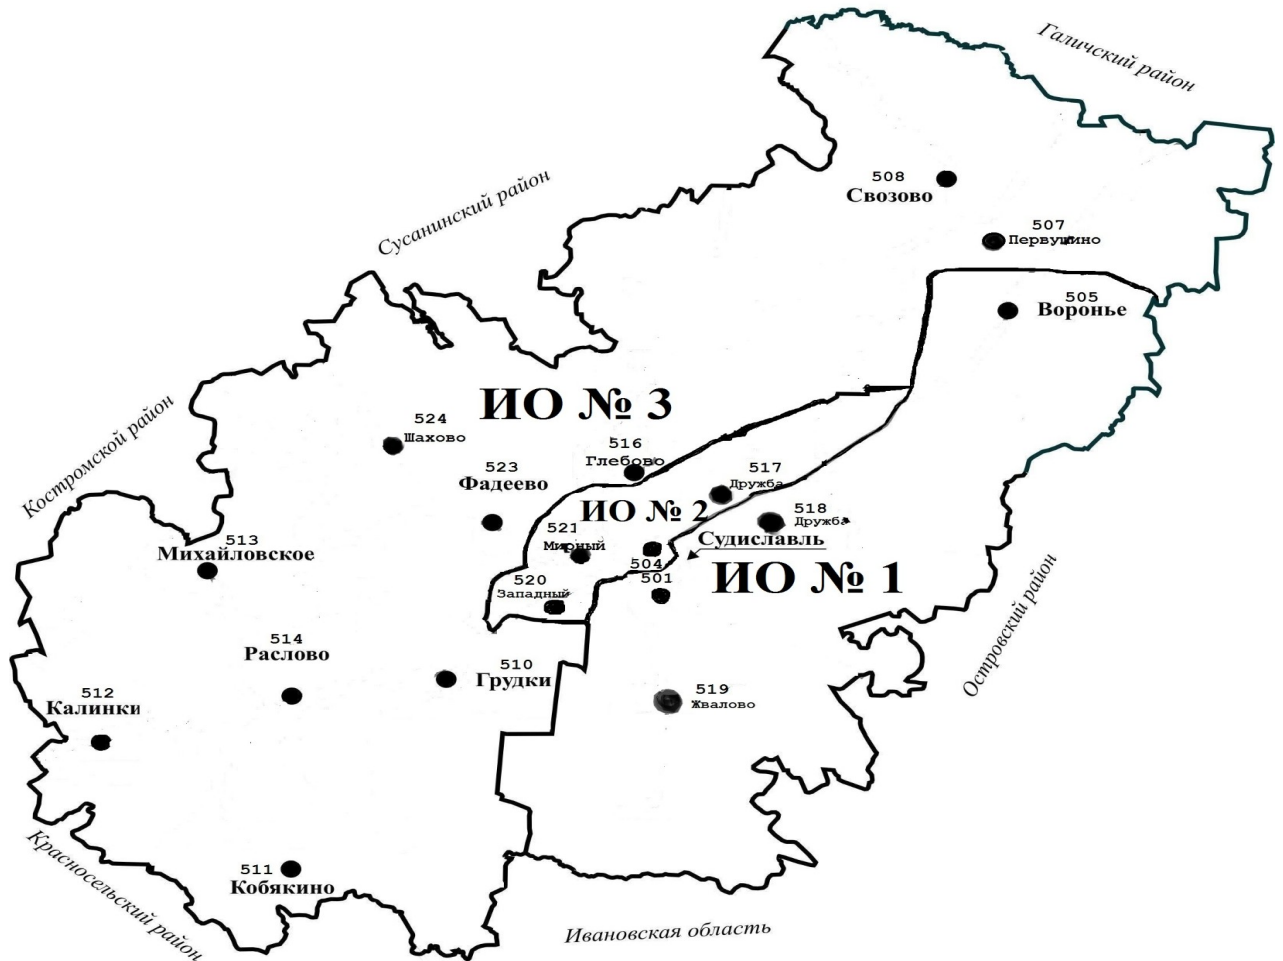 Галичский район
508
Свозово
507
Первушино
Сусанинский район
505
Воронье
ИО № 3
Костромской район
524
Шахово
516
Глебово
523
Фадеево
517
Дружба
ИО № 2
518
Дружба
521
Мирный
513
Михайловское
Судиславль
504
ИО № 1
501
520
Западный
Островский район
514
Раслово
510
Грудки
512
Калинки
519
Жвалово
Красносельский район
511
Кобякино
Ивановская область